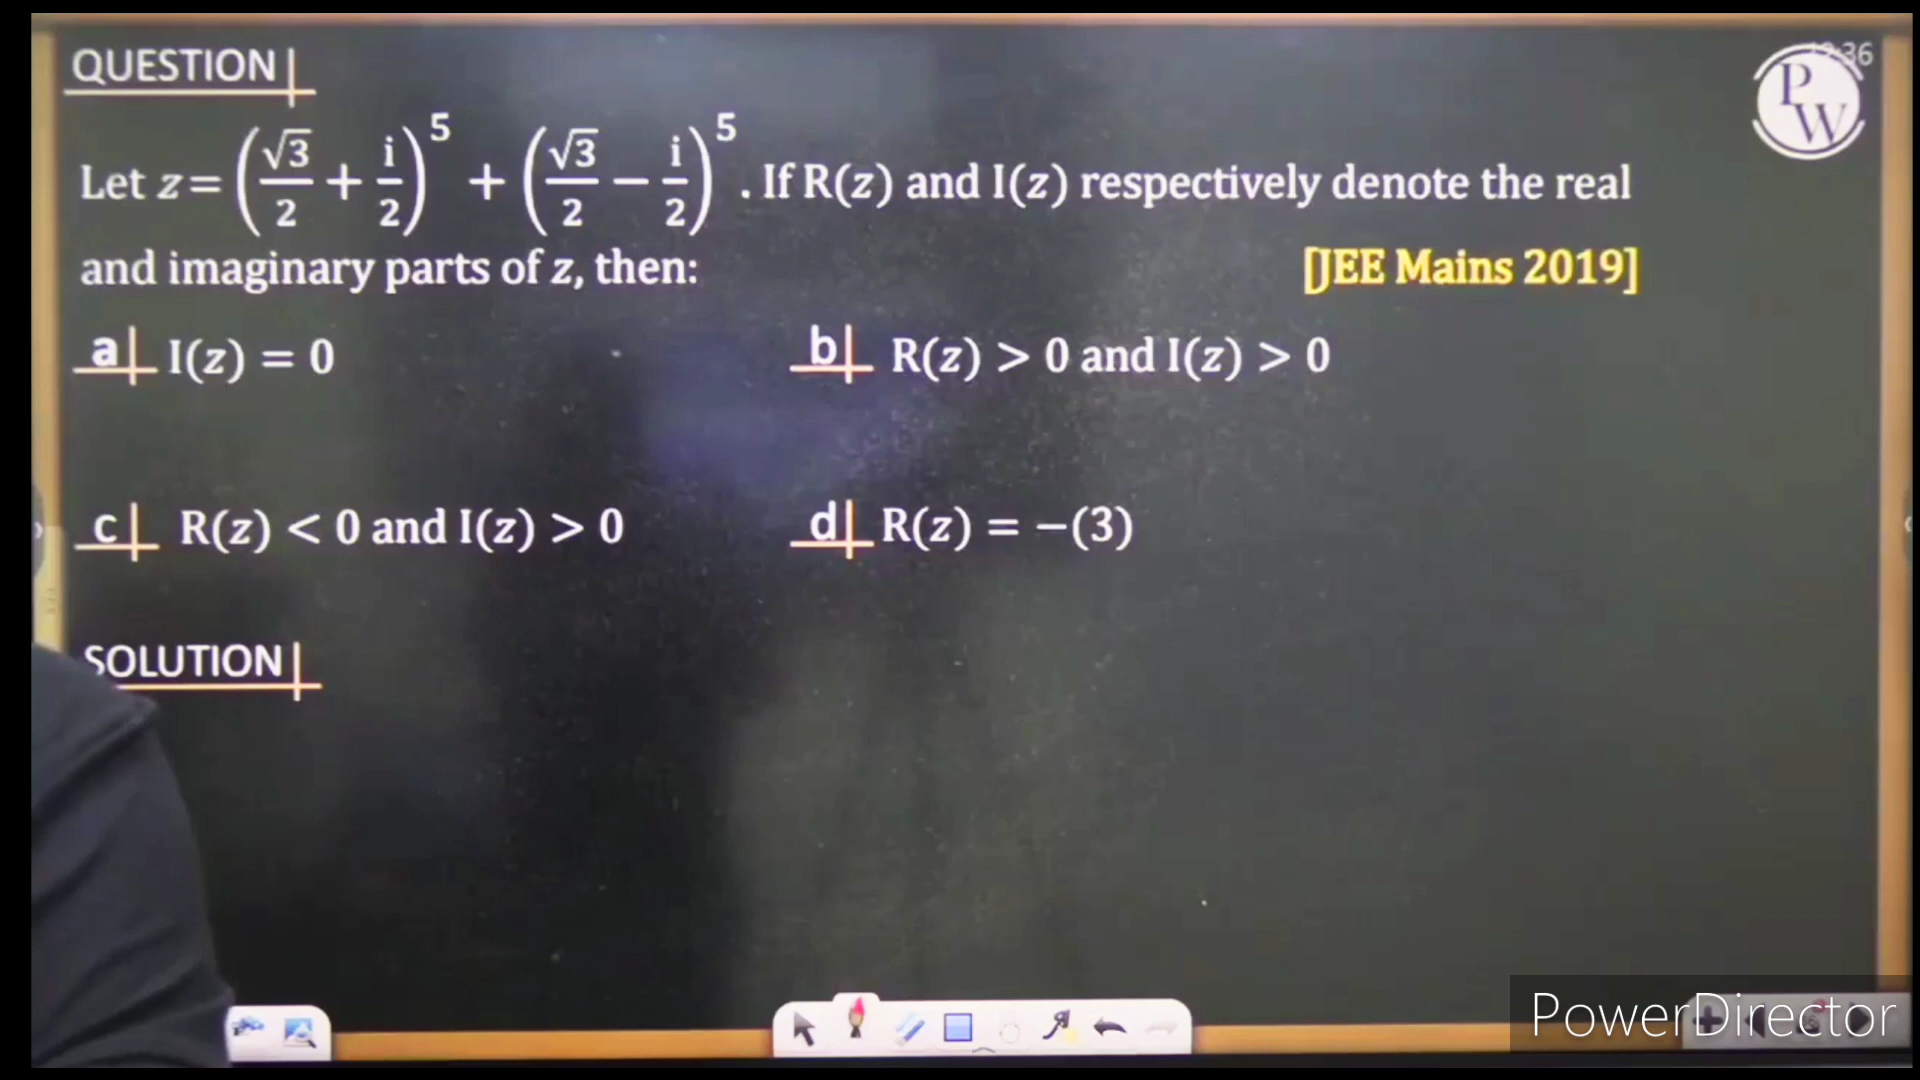 QUESTION
Let z = (√3/2 + i/2)^5 + (√3/2 − i/2)^5. If R(z) and I(z) respectively denote the real
and imaginary parts of z, then:
[JEE Mains 2019]
a I(z) = 0
b R(z) > 0 and I(z) > 0
c R(z) < 0 and I(z) > 0
d R(z) = −(3)
SOLUTION
PW
PowerDirector